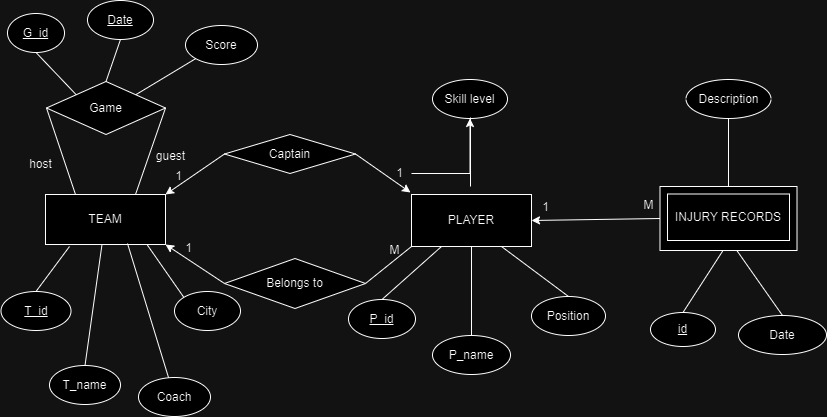 Date
G_id
Score
Game
Skill level
Description
host
guest
Captain
1
1
TEAM
PLAYER
1
M
INJURY RECORDS
1
M
Belongs to
T_id
City
P_id
Position
id
Date
P_name
T_name
Coach